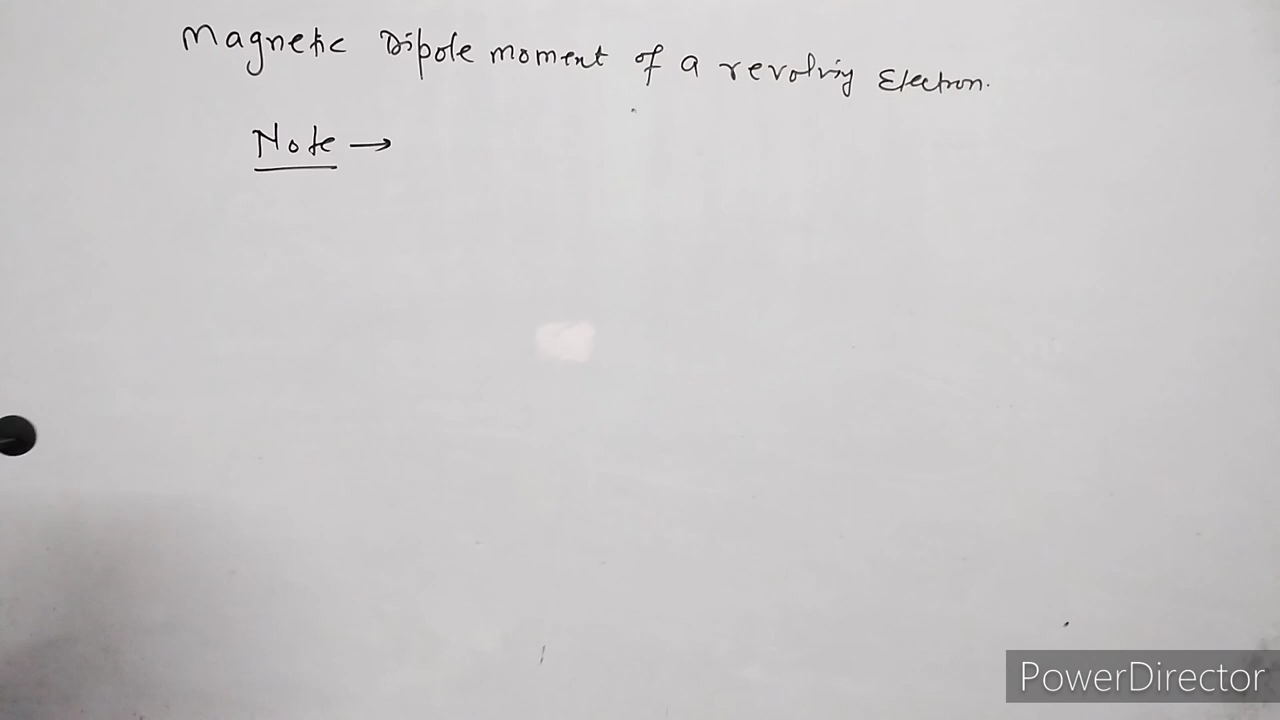 Magnetic Dipole moment of a revolving Electron.
Note →
PowerDirector